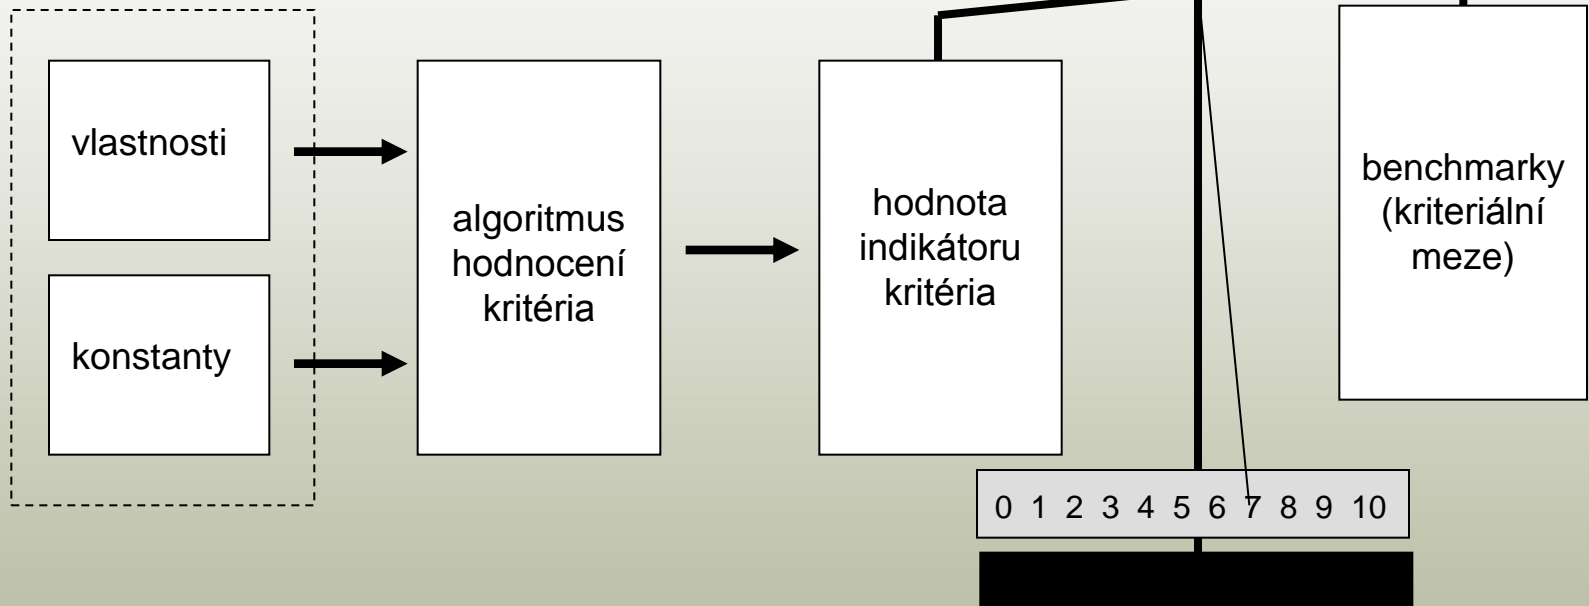 vlastnosti
konstanty
algoritmus
hodnocení
kritéria
hodnota
indikátoru
kritéria
benchmarky
(kriteriální
meze)
0 1 2 3 4 5 6 7 8 9 10